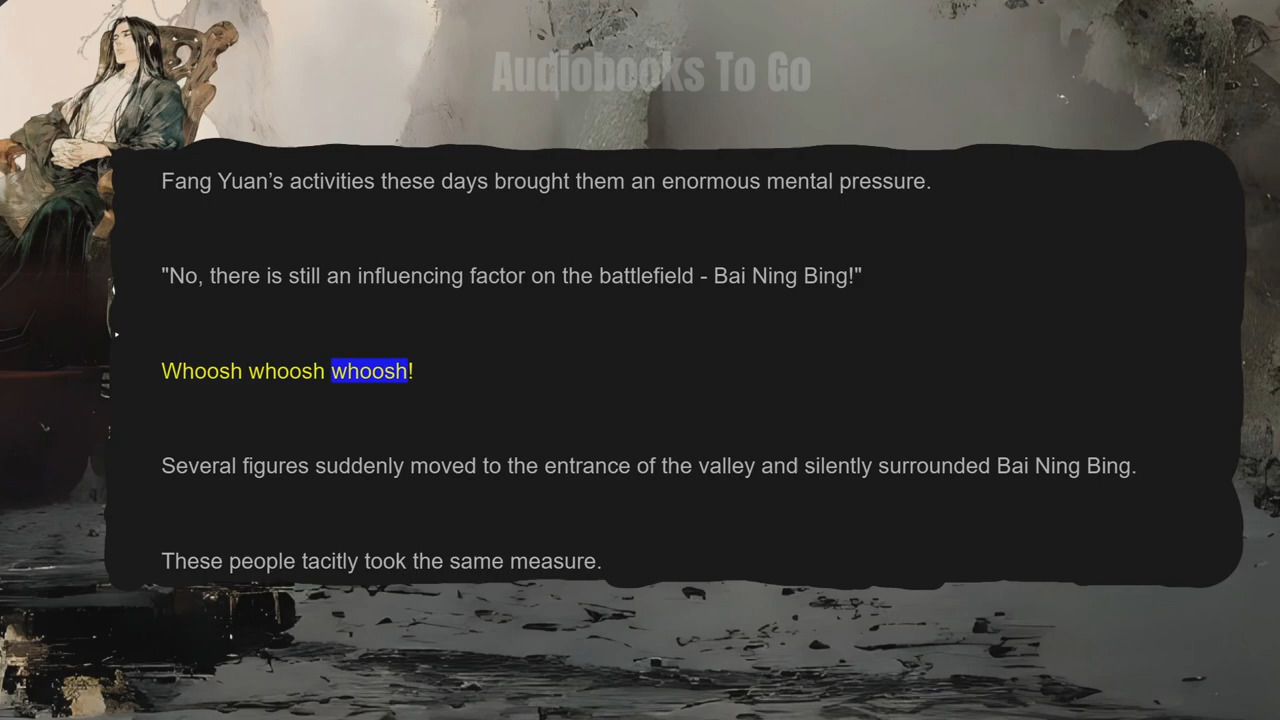 Audiobooks To Go
Fang Yuan’s activities these days brought them an enormous mental pressure.
"No, there is still an influencing factor on the battlefield - Bai Ning Bing!"
Whoosh whoosh whoosh!
Several figures suddenly moved to the entrance of the valley and silently surrounded Bai Ning Bing.
These people tacitly took the same measure.